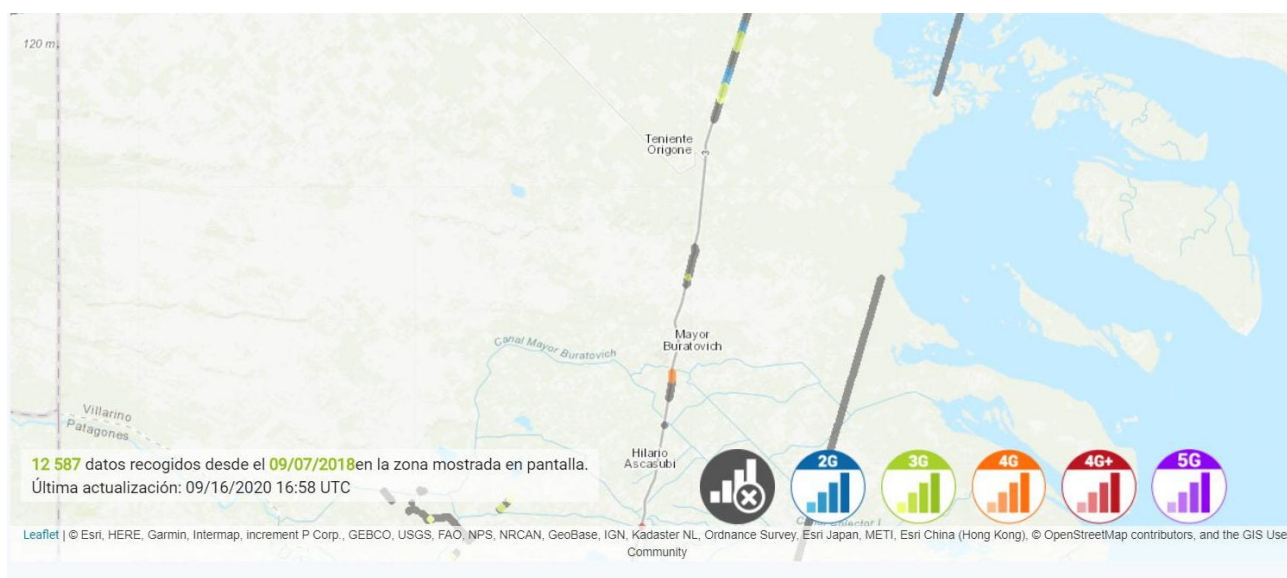 120 m
Teniente
Origone
3
Mayor
Buratovich
Canal Mayor Buratovich
Villarino
Patagones
Hilario
Ascasubi
12 587 datos recogidos desde el 09/07/2018en la zona mostrada en pantalla.
Última actualización: 09/16/2020 16:58 UTC
2G
3G
4G
4G+
5G
Leaflet | © Esri, HERE, Garmin, Intermap, increment P Corp., GEBCO, USGS, FAO, NPS, NRCAN, GeoBase, IGN, Kadaster NL, Ordnance Survey, Esri Japan, METI, Esri China (Hong Kong), © OpenStreetMap contributors, and the GIS Use
Community